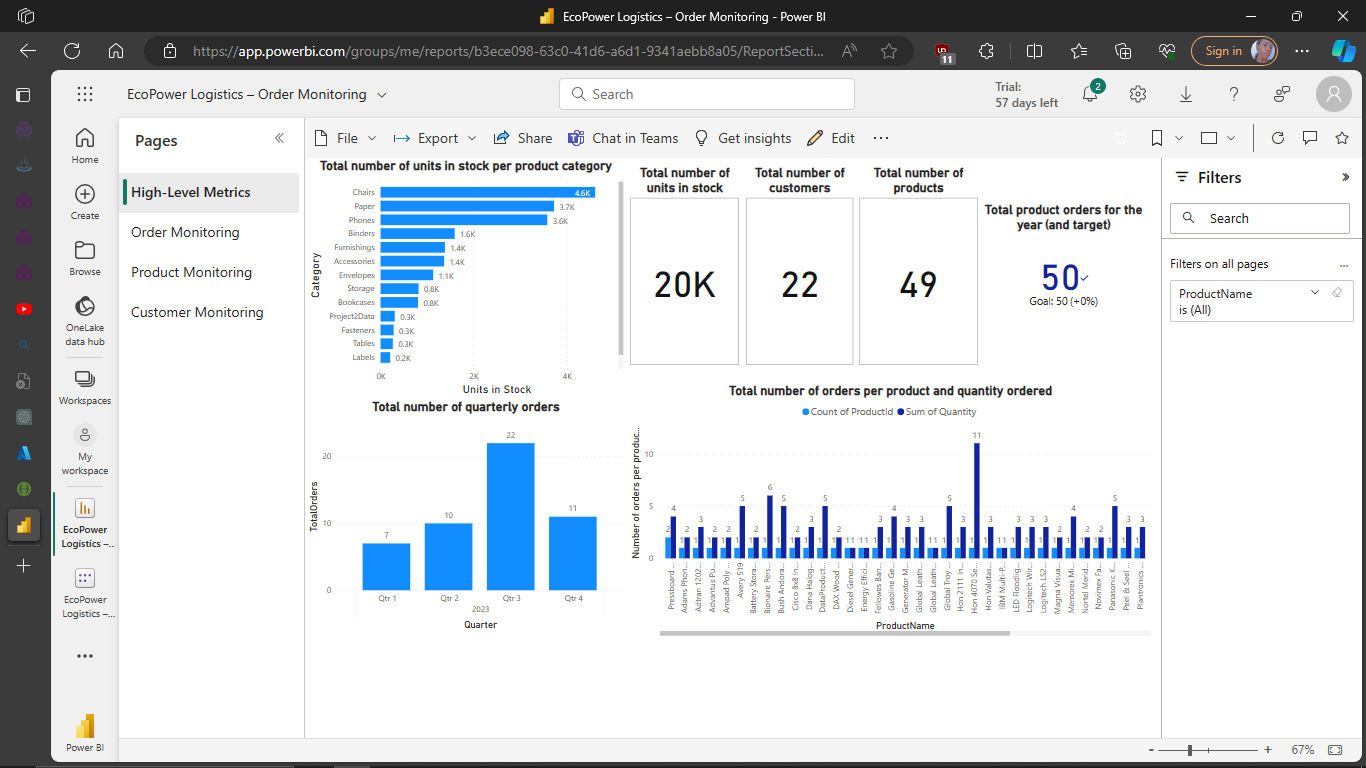 EcoPower Logistics – Order Monitoring - Power BI
https://app.powerbi.com/groups/me/reports/b3ece098-63c0-41d6-a6d1-9341aebb8a05/ReportSecti...
11
Sign in
EcoPower Logistics – Order Monitoring
Search
Trial:
57 days left
2
Home
Create
Browse
OneLake
data hub
Workspaces
My
workspace
EcoPower
Logistics –...
EcoPower
Logistics –...
Power BI
Pages
High-Level Metrics
Order Monitoring
Product Monitoring
Customer Monitoring
File
Export
Share
Chat in Teams
Get insights
Edit
Total number of units in stock per product category
Category
Chairs 4.6K
Paper 3.7K
Phones 3.6K
Binders 1.6K
Furnishings 1.4K
Accessories 1.4K
Envelopes 1.1K
Storage 0.8K
Bookcases 0.8K
Project2Data 0.3K
Fasteners 0.3K
Tables 0.3K
Labels 0.2K
0K 2K 4K
Units in Stock
Total number of
units in stock
20K
Total number of
customers
22
Total number of
products
49
Total product orders for the
year (and target)
50
Goal: 50 (+0%)
Total number of quarterly orders
TotalOrders
20
10
0
7 10 22 11
Qtr 1 Qtr 2 Qtr 3 Qtr 4
2023
Quarter
Total number of orders per product and quantity ordered
Count of ProductId Sum of Quantity
Number of orders per produc...
10
5
0
2 4 1 2 1 3 1 2 1 2 1 5 1 2 1 6 1 5 1 2 1 3 1 5 1 2 1 1 1 1 1 3 1 4 1 3 1 3 1 1 1 5 1 3 1 11 1 3 1 1 1 3 1 3 1 3 1 2 1 4 1 2 1 2 1 5 1 3 1 3
Pressboard ...
Adams Phon...
Adtran 1202...
Advantus Pu...
Ampad Poly ...
Avery 519
Battery Stora...
Bionaire Pers...
Bush Andora...
Cisco 8x8 In...
Dana Halog...
DataProduct...
DAX Wood ...
Diesel Gener...
Energy Effici...
Fellowes Ban...
Gasoline Ge...
Generator M...
Global Leath...
Global Leath...
Global Troy ...
Hon 2111 In...
Hon 4070 Se...
Hon Valutas...
IBM Multi-P...
LED Floodlig...
Logitech Wir...
Logitech LS2...
Magna Visua...
Memorex Mi...
Nortel Merid...
Novimex Fa...
Panasonic K...
Peel & Seel ...
Plantronics ...
ProductName
Filters
Search
Filters on all pages
ProductName
is (All)
- + 67%